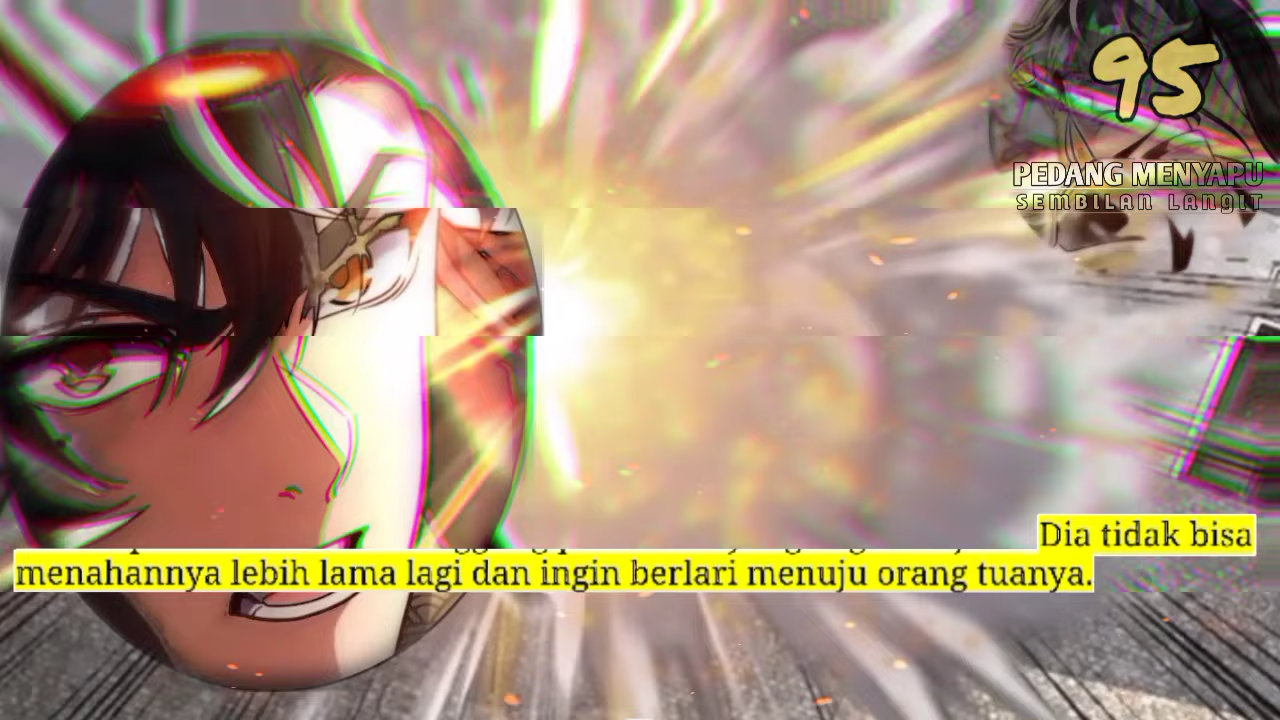 95
PEDANG MENYAPU
SEMBILAN LANGIT
Dia tidak bisa
menahannya lebih lama lagi dan ingin berlari menuju orang tuanya.